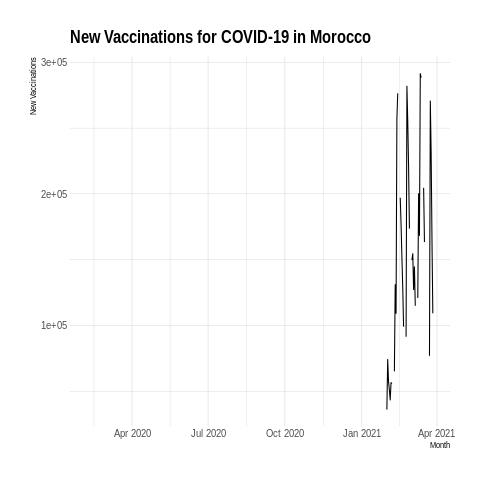 New Vaccinations for COVID-19 in Morocco
New Vaccinations
3e+05
2e+05
1e+05
Apr 2020 Jul 2020 Oct 2020 Jan 2021 Apr 2021
Month